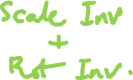 Scale Inv
+
Rot Inv